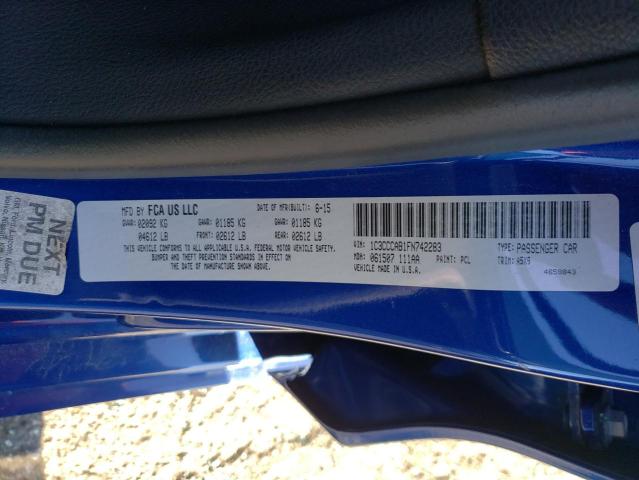 MFD BY FCA US LLC
DATE OF MFR(BUILT): 6-15
GVWR: 02092 KG GAWR: 01185 KG GAWR: 01185 KG
04612 LB FRONT: 02612 LB REAR: 02612 LB
THIS VEHICLE CONFORMS TO ALL APPLICABLE FEDERAL MOTOR VEHICLE SAFETY,
BUMPER AND THEFT PREVENTION STANDARDS IN EFFECT ON
THE DATE OF MANUFACTURE SHOWN ABOVE.
VIN: 1C3CCCAB1FN742283 TYPE: PASSENGER CAR
MDH: 061507 111AA PAINT: PCL TRIM: A5X9
VEHICLE MADE IN U.S.A. 4658843
NEXT
PM DUE